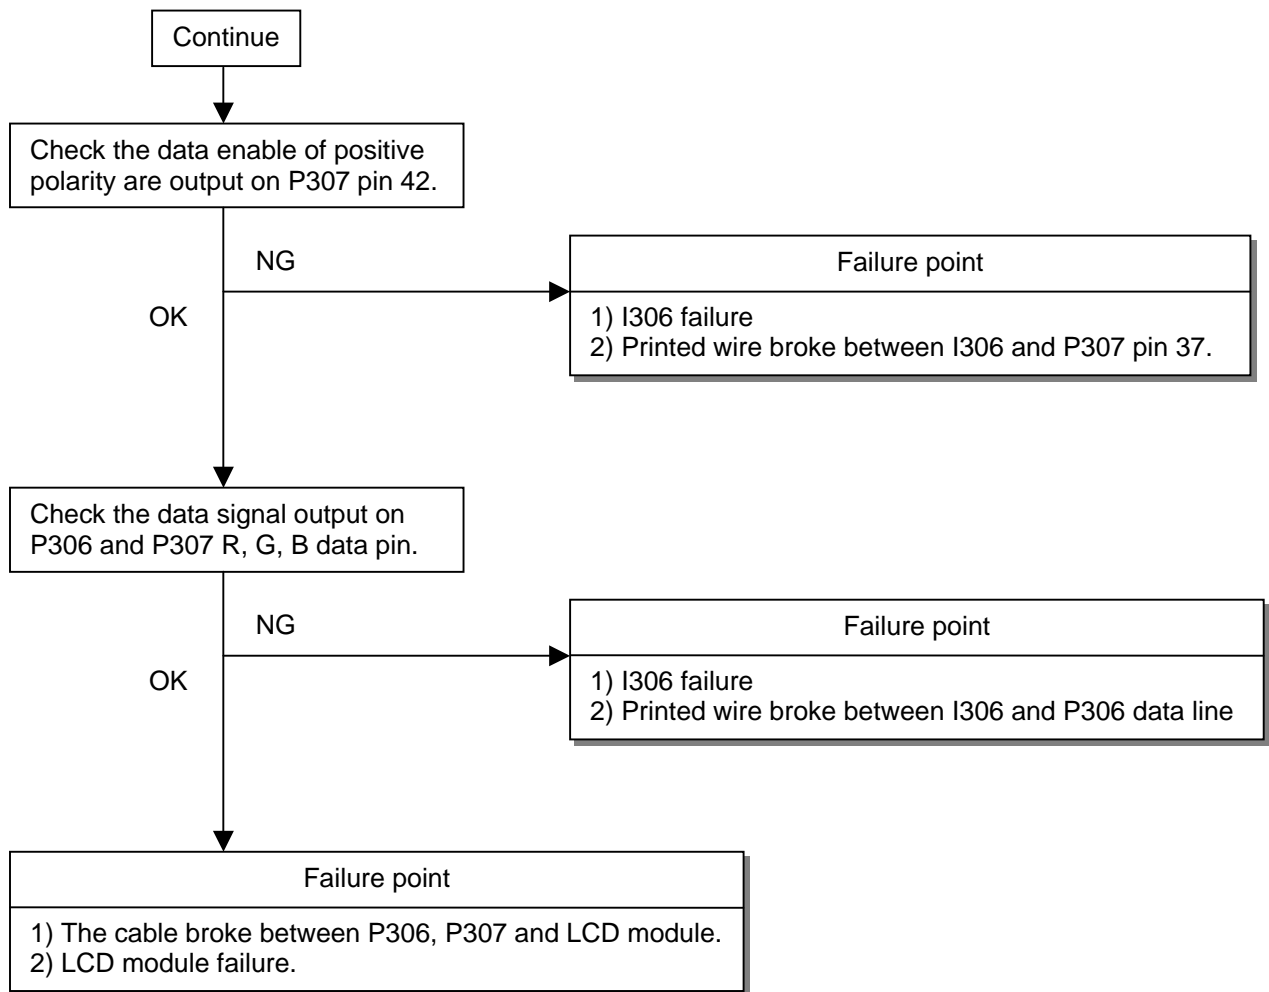 Continue
Check the data enable of positive
polarity are output on P307 pin 42.
NG
OK
Failure point
1) I306 failure
2) Printed wire broke between I306 and P307 pin 37.
Check the data signal output on
P306 and P307 R, G, B data pin.
NG
OK
Failure point
1) I306 failure
2) Printed wire broke between I306 and P306 data line
Failure point
1) The cable broke between P306, P307 and LCD module.
2) LCD module failure.